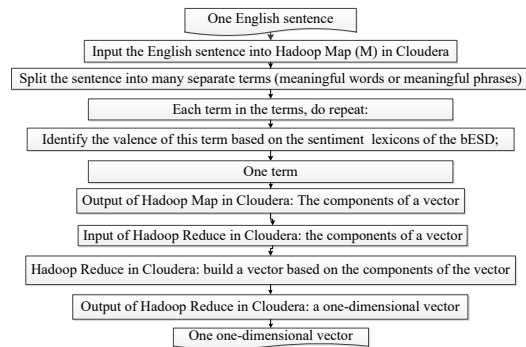 One English sentence
Input the English sentence into Hadoop Map (M) in Cloudera
Split the sentence into many separate terms (meaningful words or meaningful phrases)
Each term in the terms, do repeat:
Identify the valence of this term based on the sentiment lexicons of the bESD;
One term
Output of Hadoop Map in Cloudera: The components of a vector
Input of Hadoop Reduce in Cloudera: the components of a vector
Hadoop Reduce in Cloudera: build a vector based on the components of the vector
Output of Hadoop Reduce in Cloudera: a one-dimensional vector
One one-dimensional vector